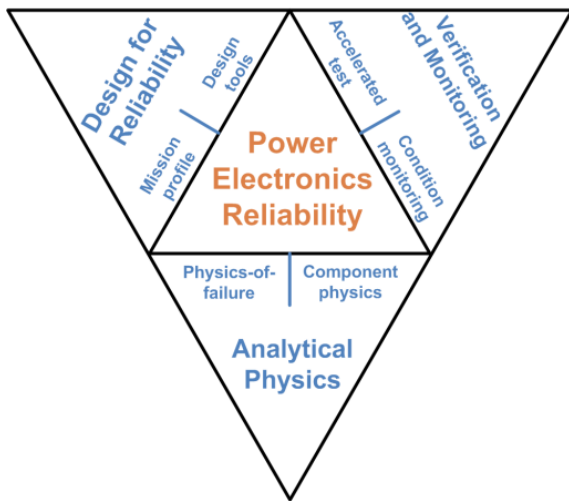 Design for
Reliability
Design
tools
Mission
profile
Accelerated
test
Verification
and Monitoring
Condition
monitoring
Power
Electronics
Reliability
Physics-of-
failure
Component
physics
Analytical
Physics